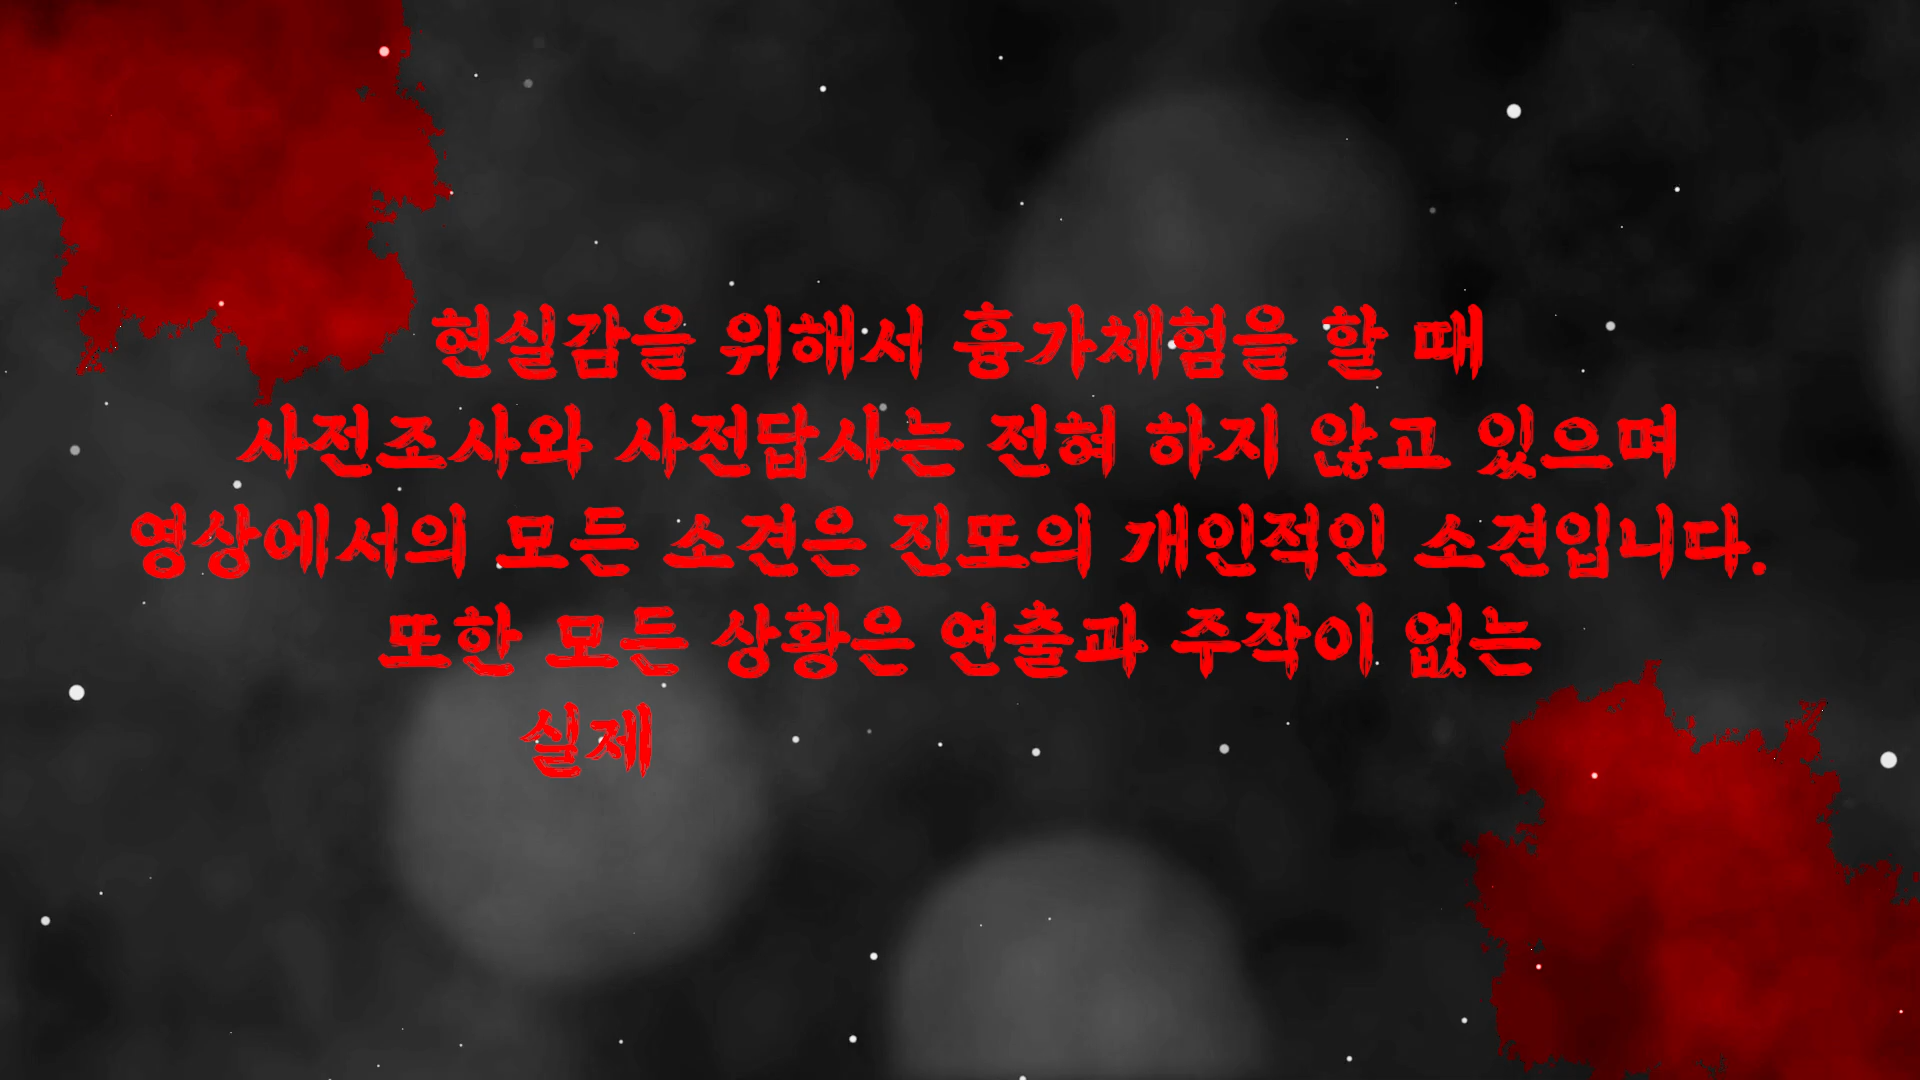 현실감을 위해서 흉가체험을 할 때
사전조사와 사전답사는 전혀 하지 않고 있으며
영상에서의 모든 소견은 진또의 개인적인 소견입니다.
또한 모든 상황은 연출과 주작이 없는
실제